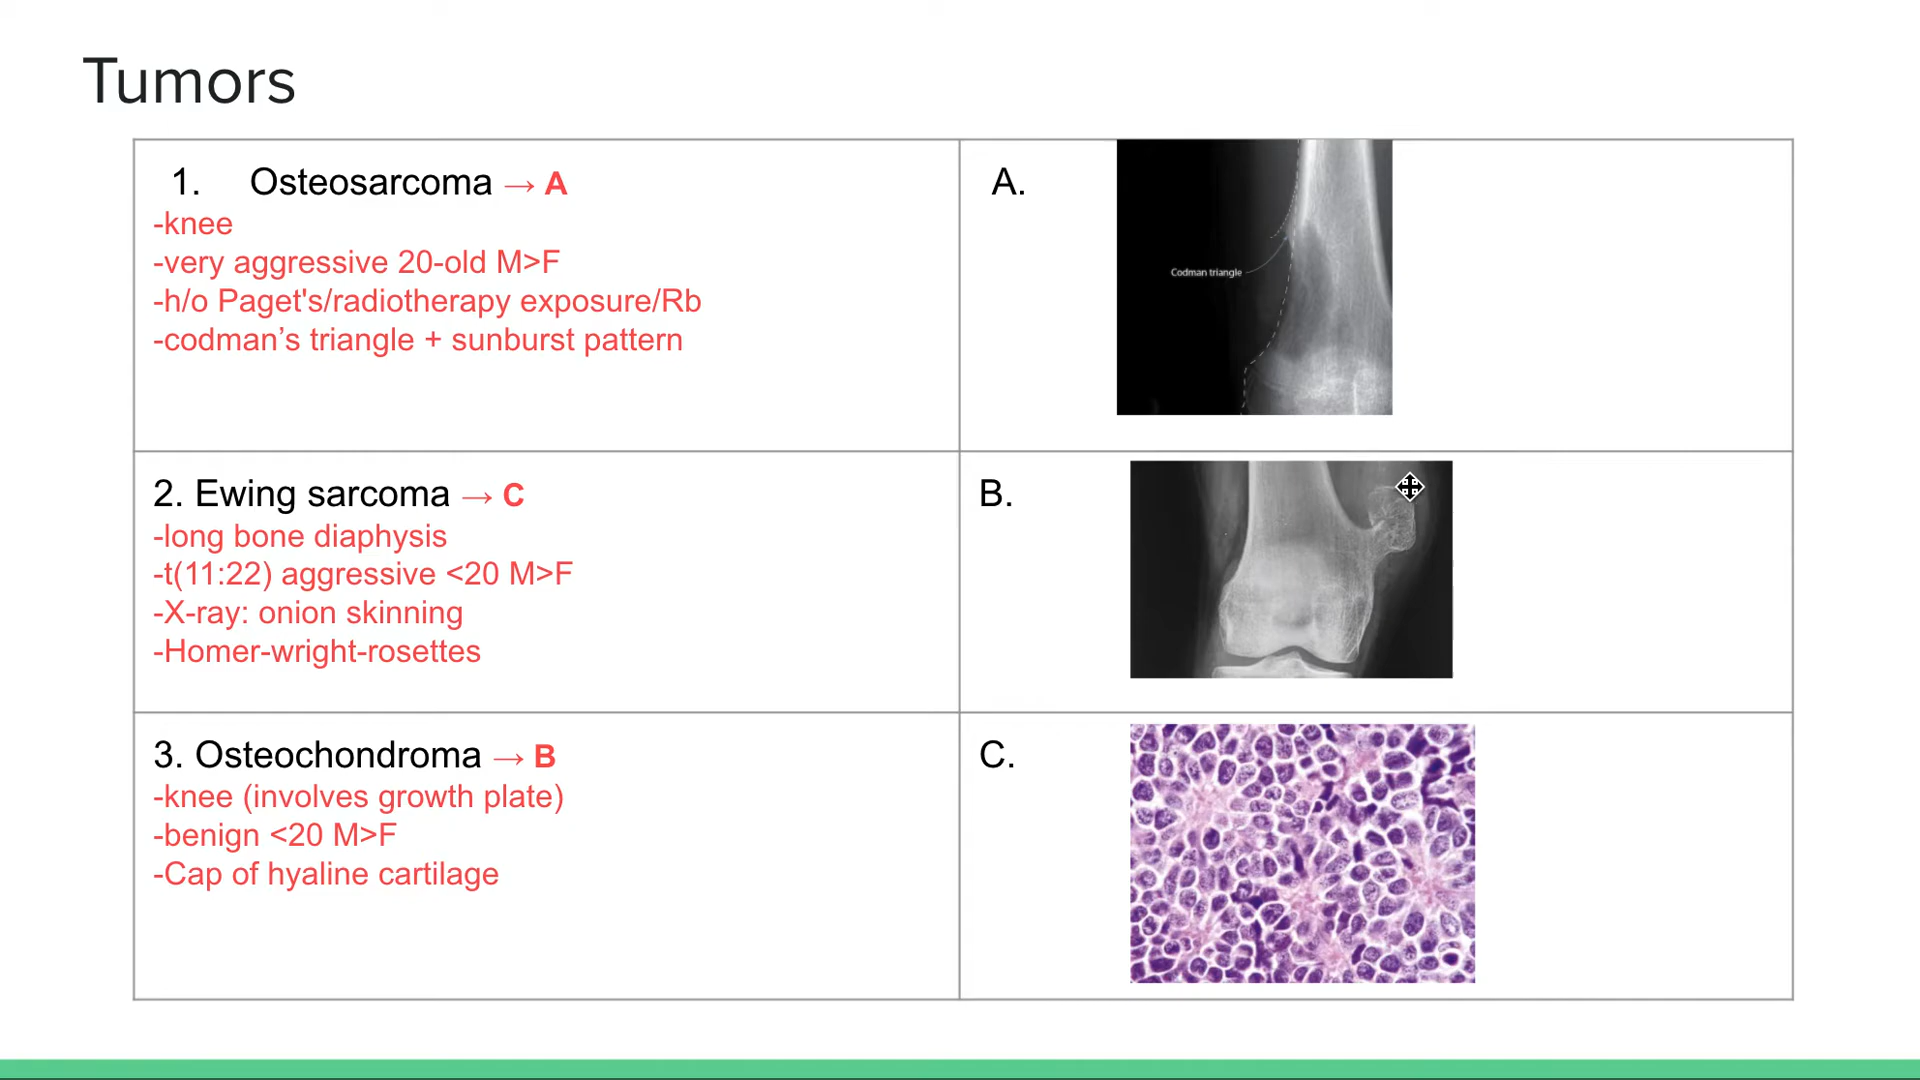 Tumors
1. Osteosarcoma → A
-knee
-very aggressive 20-old M>F
-h/o Paget's/radiotherapy exposure/Rb
-codman’s triangle + sunburst pattern
A.
Codman triangle
2. Ewing sarcoma → C
-long bone diaphysis
-t(11:22) aggressive <20 M>F
-X-ray: onion skinning
-Homer-wright-rosettes
B.
3. Osteochondroma → B
-knee (involves growth plate)
-benign <20 M>F
-Cap of hyaline cartilage
C.